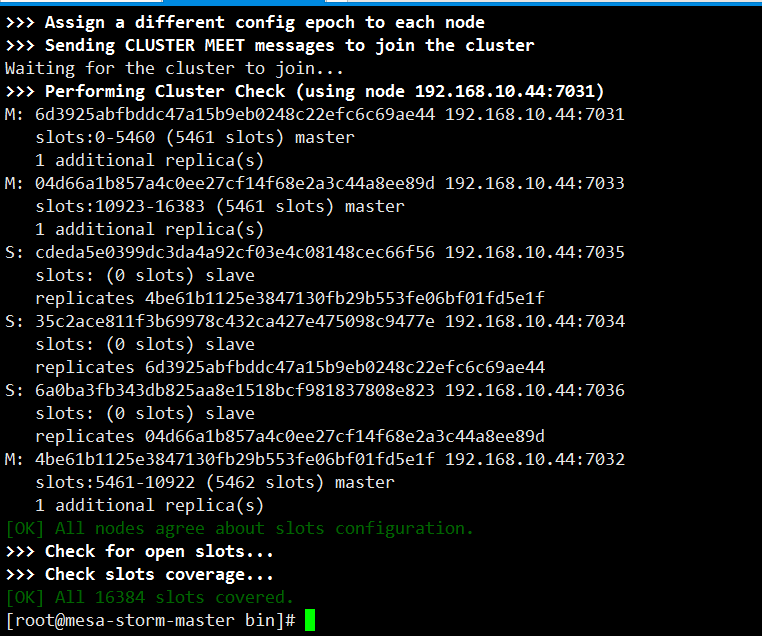 >>> Assign a different config epoch to each node
>>> Sending CLUSTER MEET messages to join the cluster
Waiting for the cluster to join...
>>> Performing Cluster Check (using node 192.168.10.44:7031)
M: 6d3925abfbddc47a15b9eb0248c22efc6c69ae44 192.168.10.44:7031
   slots:0-5460 (5461 slots) master
   1 additional replica(s)
M: 04d66a1b857a4c0ee27cf14f68e2a3c44a8ee89d 192.168.10.44:7033
   slots:10923-16383 (5461 slots) master
   1 additional replica(s)
S: cdeda5e0399dc3da4a92cf03e4c08148cec66f56 192.168.10.44:7035
   slots: (0 slots) slave
   replicates 4be61b1125e3847130fb29b553fe06bf01fd5e1f
S: 35c2ace811f3b69978c432ca427e475098c9477e 192.168.10.44:7034
   slots: (0 slots) slave
   replicates 6d3925abfbddc47a15b9eb0248c22efc6c69ae44
S: 6a0ba3fb343db825aa8e1518bcf981837808e823 192.168.10.44:7036
   slots: (0 slots) slave
   replicates 04d66a1b857a4c0ee27cf14f68e2a3c44a8ee89d
M: 4be61b1125e3847130fb29b553fe06bf01fd5e1f 192.168.10.44:7032
   slots:5461-10922 (5462 slots) master
   1 additional replica(s)
[OK] All nodes agree about slots configuration.
>>> Check for open slots...
>>> Check slots coverage...
[OK] All 16384 slots covered.
[root@mesa-storm-master bin]#